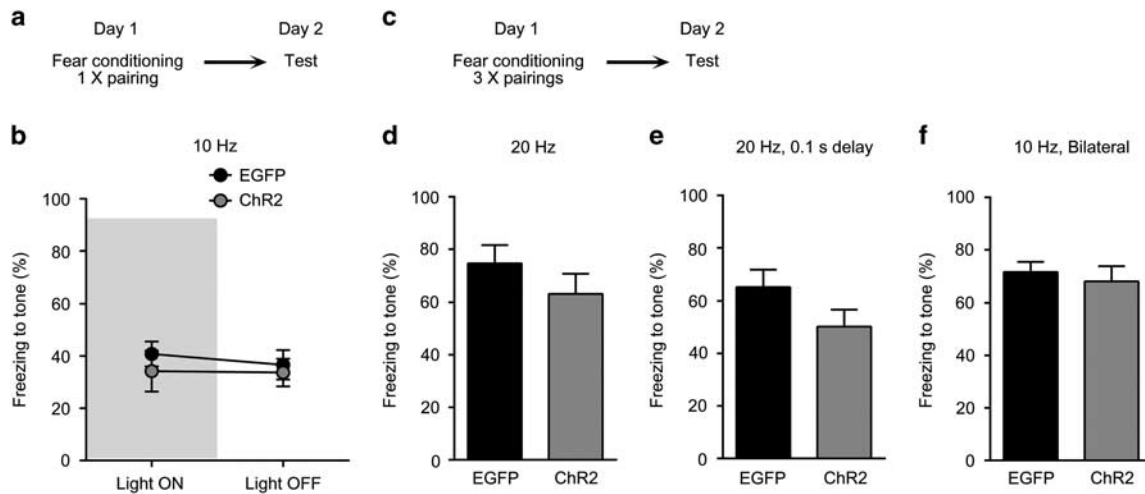 a
Day 1
Day 2
Fear conditioning
1 X pairing
Test
c
Day 1
Day 2
Fear conditioning
3 X pairings
Test
b
10 Hz
EGFP
ChR2
Freezing to tone (%)
100
80
60
40
20
0
Light ON
Light OFF
d
20 Hz
Freezing to tone (%)
100
80
60
40
20
0
EGFP
ChR2
e
20 Hz, 0.1 s delay
Freezing to tone (%)
100
80
60
40
20
0
EGFP
ChR2
f
10 Hz, Bilateral
Freezing to tone (%)
100
80
60
40
20
0
EGFP
ChR2